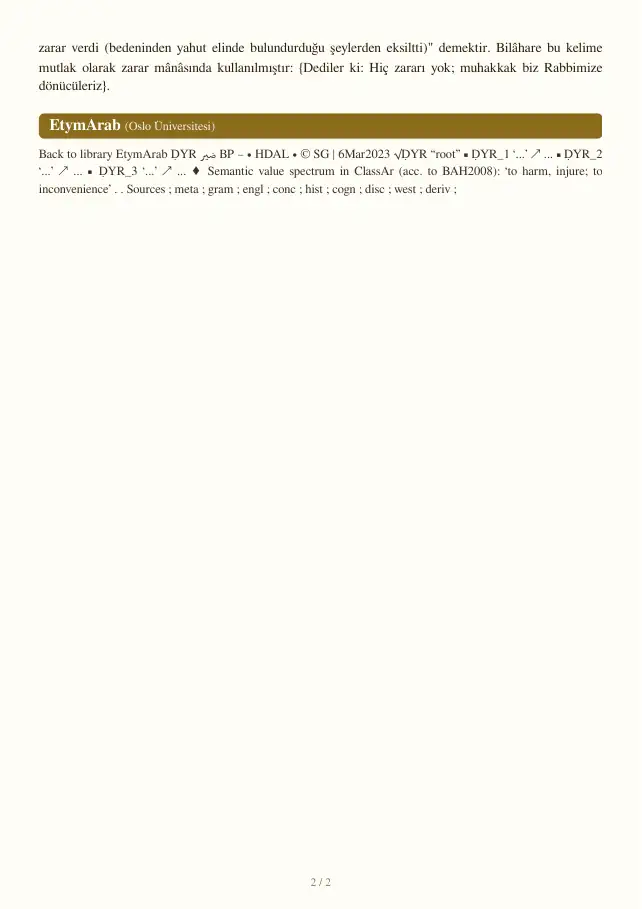 zarar verdi (bedeninden yahut elinde bulundurduğu şeylerden eksiltti)" demektir. Bilâhare bu kelime
mutlak olarak zarar mânâsında kullanılmıştır: {Dediler ki: Hiç zararı yok; muhakkak biz Rabbimize
dönücüleriz}.
EtymArab (Oslo Üniversitesi)
Back to library EtymArab ḌYR ضير BP – • HDAL • © SG | 6Mar2023 √ḌYR “root” ▪ ḌYR_1 ‘...’ ↗ ... ▪ ḌYR_2
‘...’ ↗ ... ▪ ḌYR_3 ‘...’ ↗ ... ♦ Semantic value spectrum in ClassAr (acc. to BAH2008): ‘to harm, injure; to
inconvenience’ . . Sources ; meta ; gram ; engl ; conc ; hist ; cogn ; disc ; west ; deriv ;
2 / 2